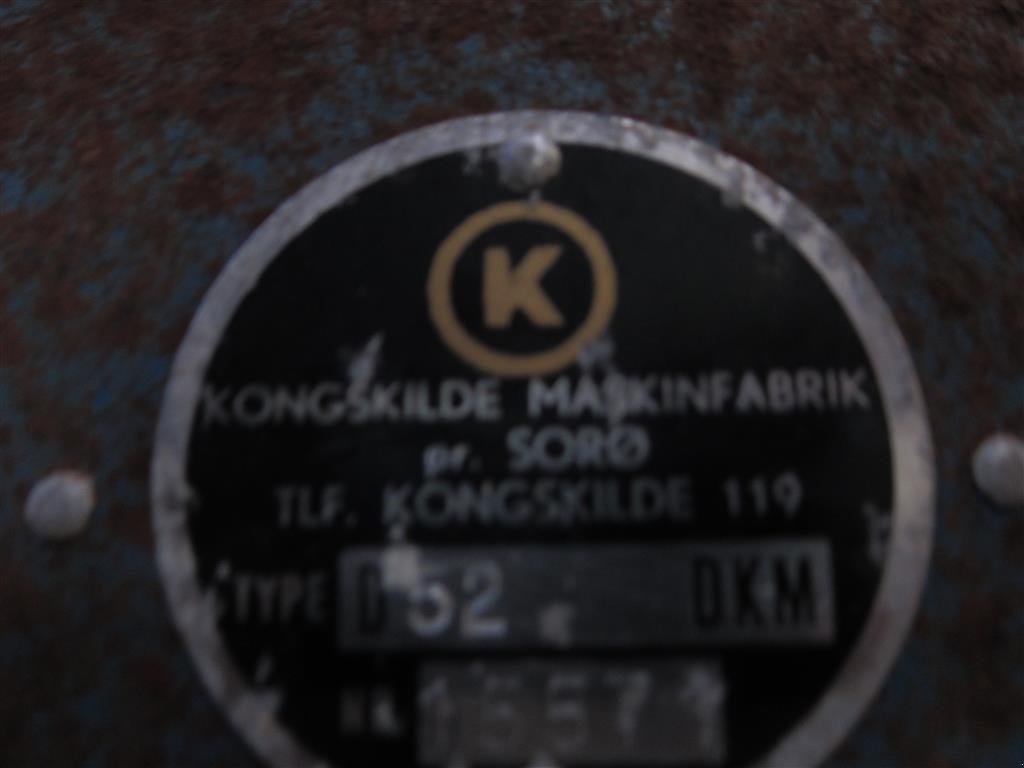 K
KONGSKILDE MASKINFABRIK
pr. SORØ
TLF. KONGSKILDE 119
TYPE D 52 DKM